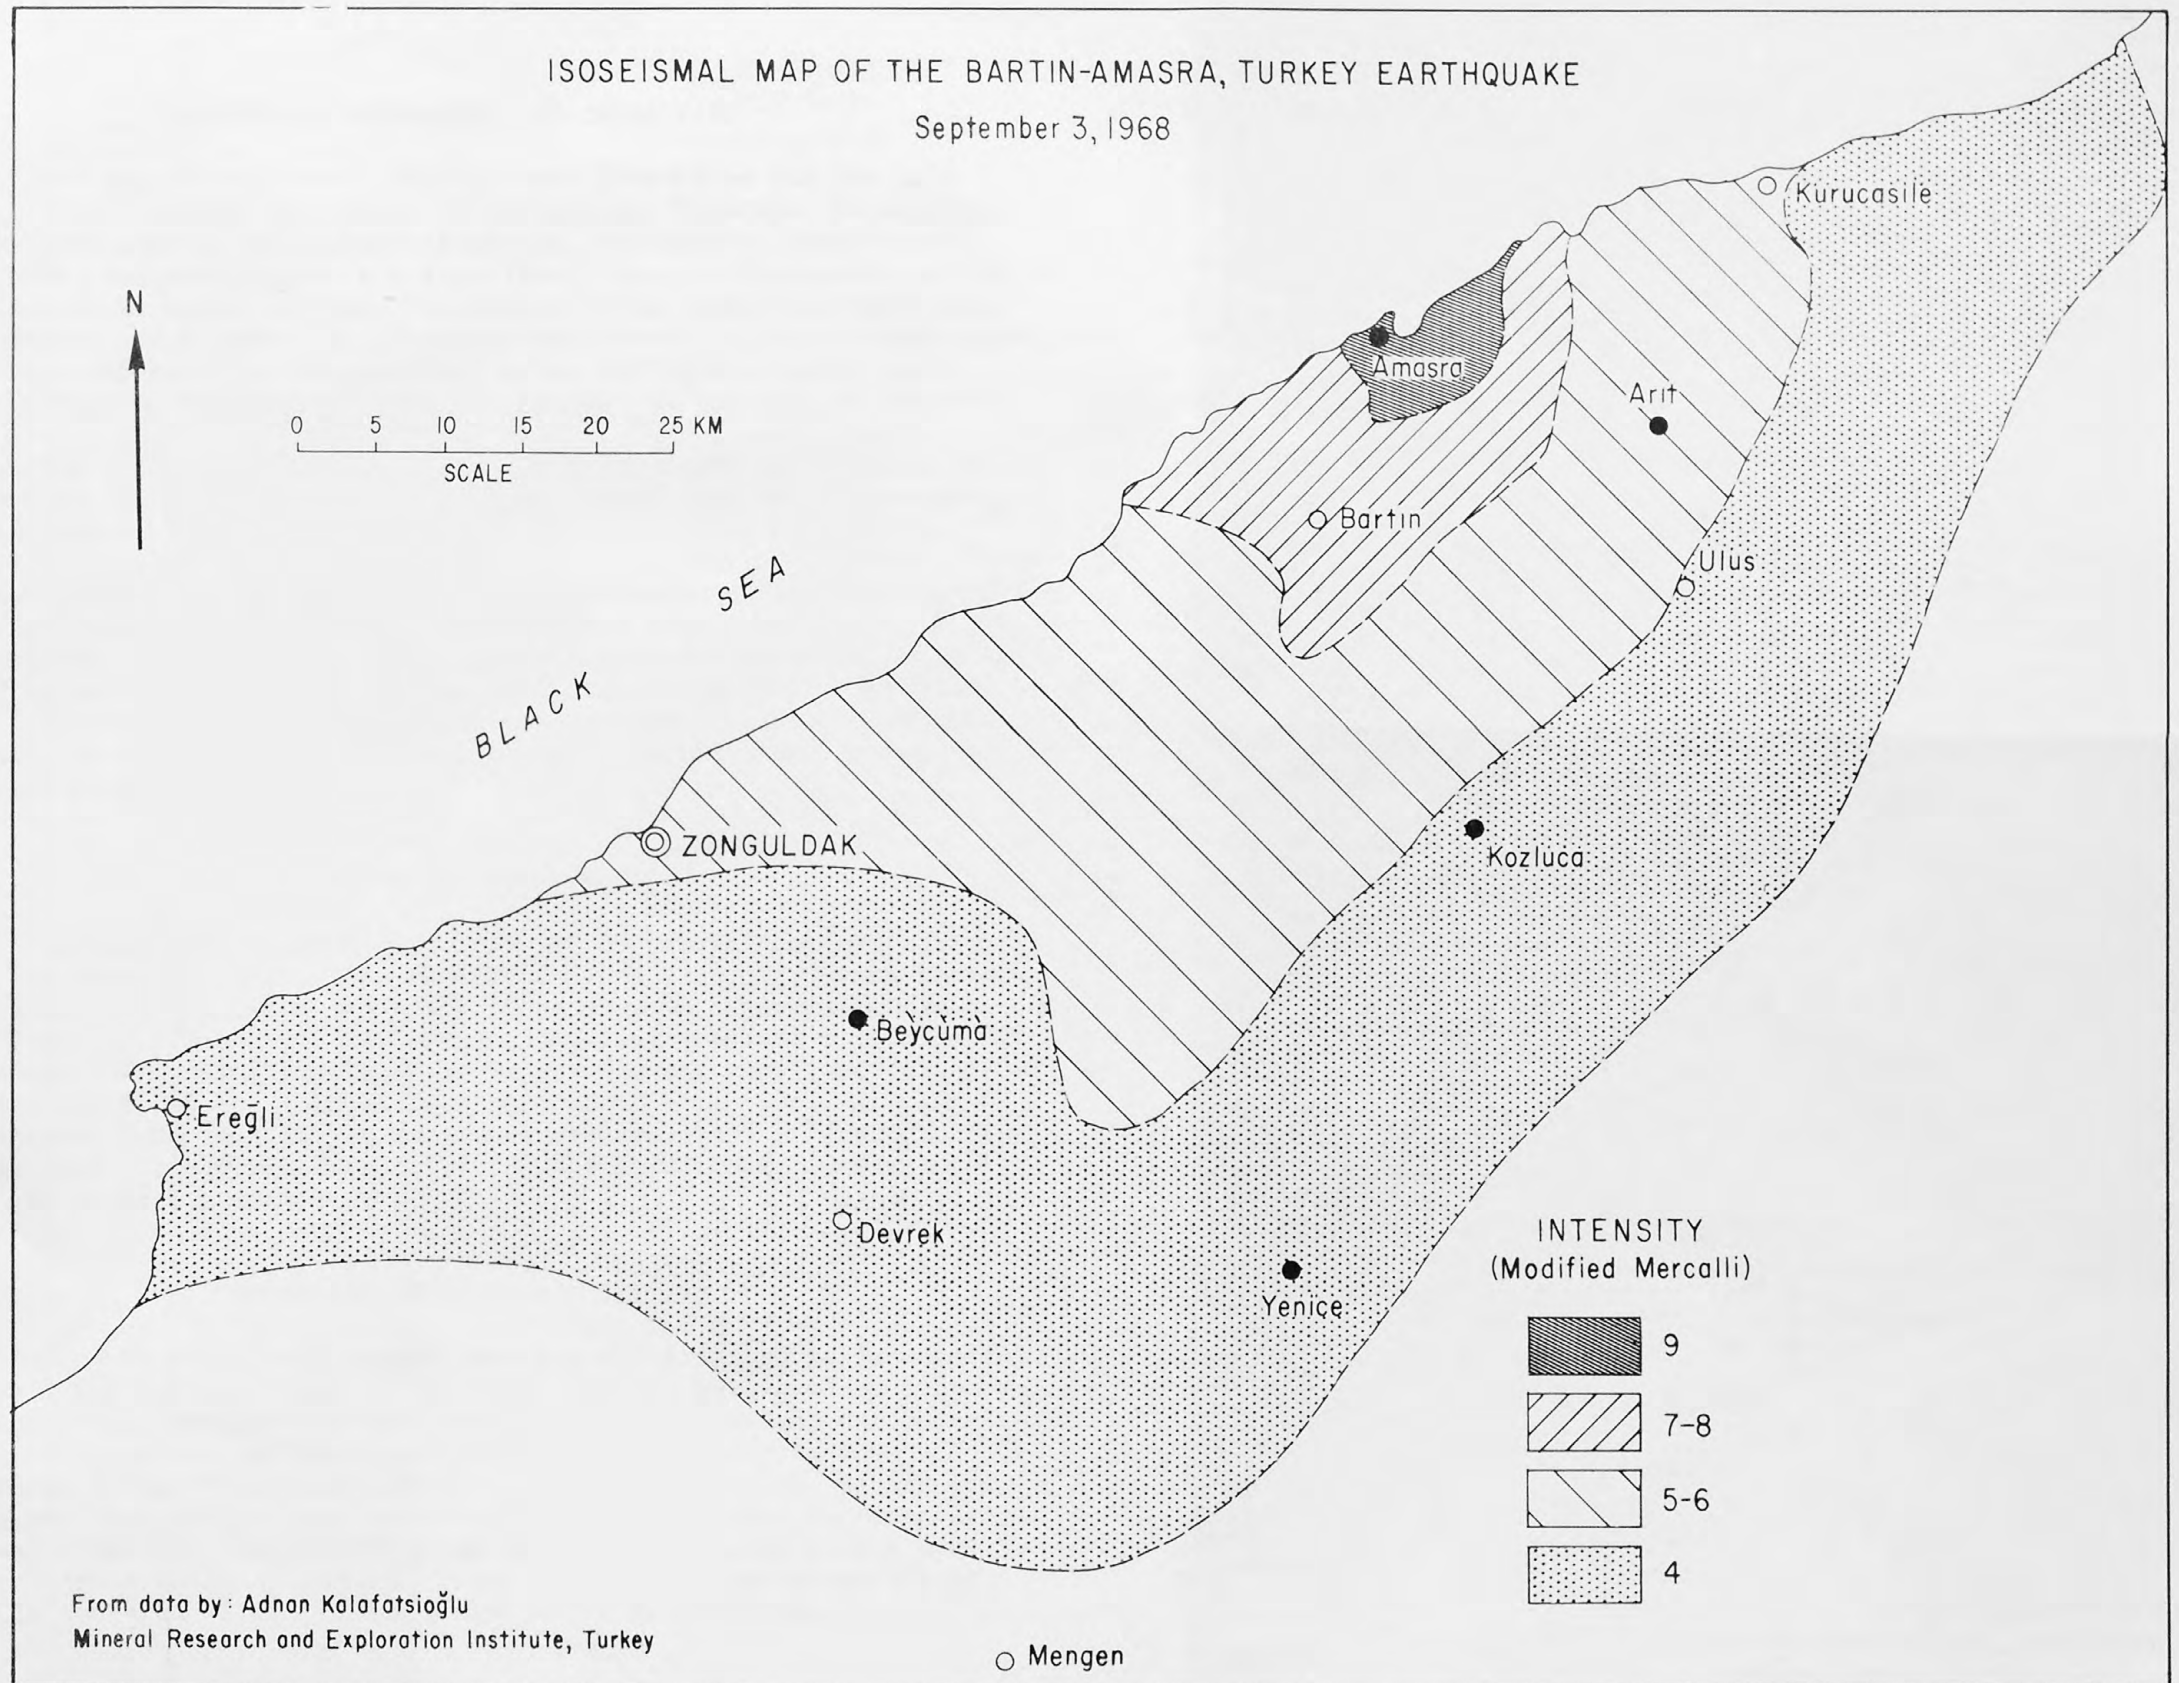 ISOSEISMAL MAP OF THE BARTIN-AMASRA, TURKEY EARTHQUAKE
September 3, 1968
Kurucasile
N
Amasra
Arıt
0 5 10 15 20 25 KM
SCALE
Bartın
Ulus
BLACK SEA
ZONGULDAK
Kozluca
Beycuma
Ereğli
Devrek
Yenice
INTENSITY
(Modified Mercalli)
9
7-8
5-6
4
From data by: Adnan Kalafatsioğlu
Mineral Research and Exploration Institute, Turkey
Mengen